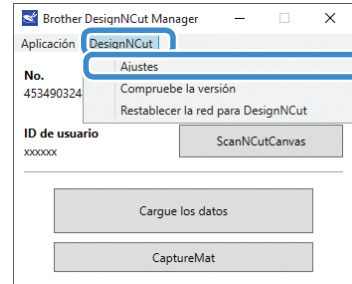 Brother DesignNCut Manager
Aplicación DesignNCut
Ajustes
No.
453490324
Compruebe la versión
Restablecer la red para DesignNCut
ID de usuario
xxxxxx
ScanNCutCanvas
Cargue los datos
CaptureMat